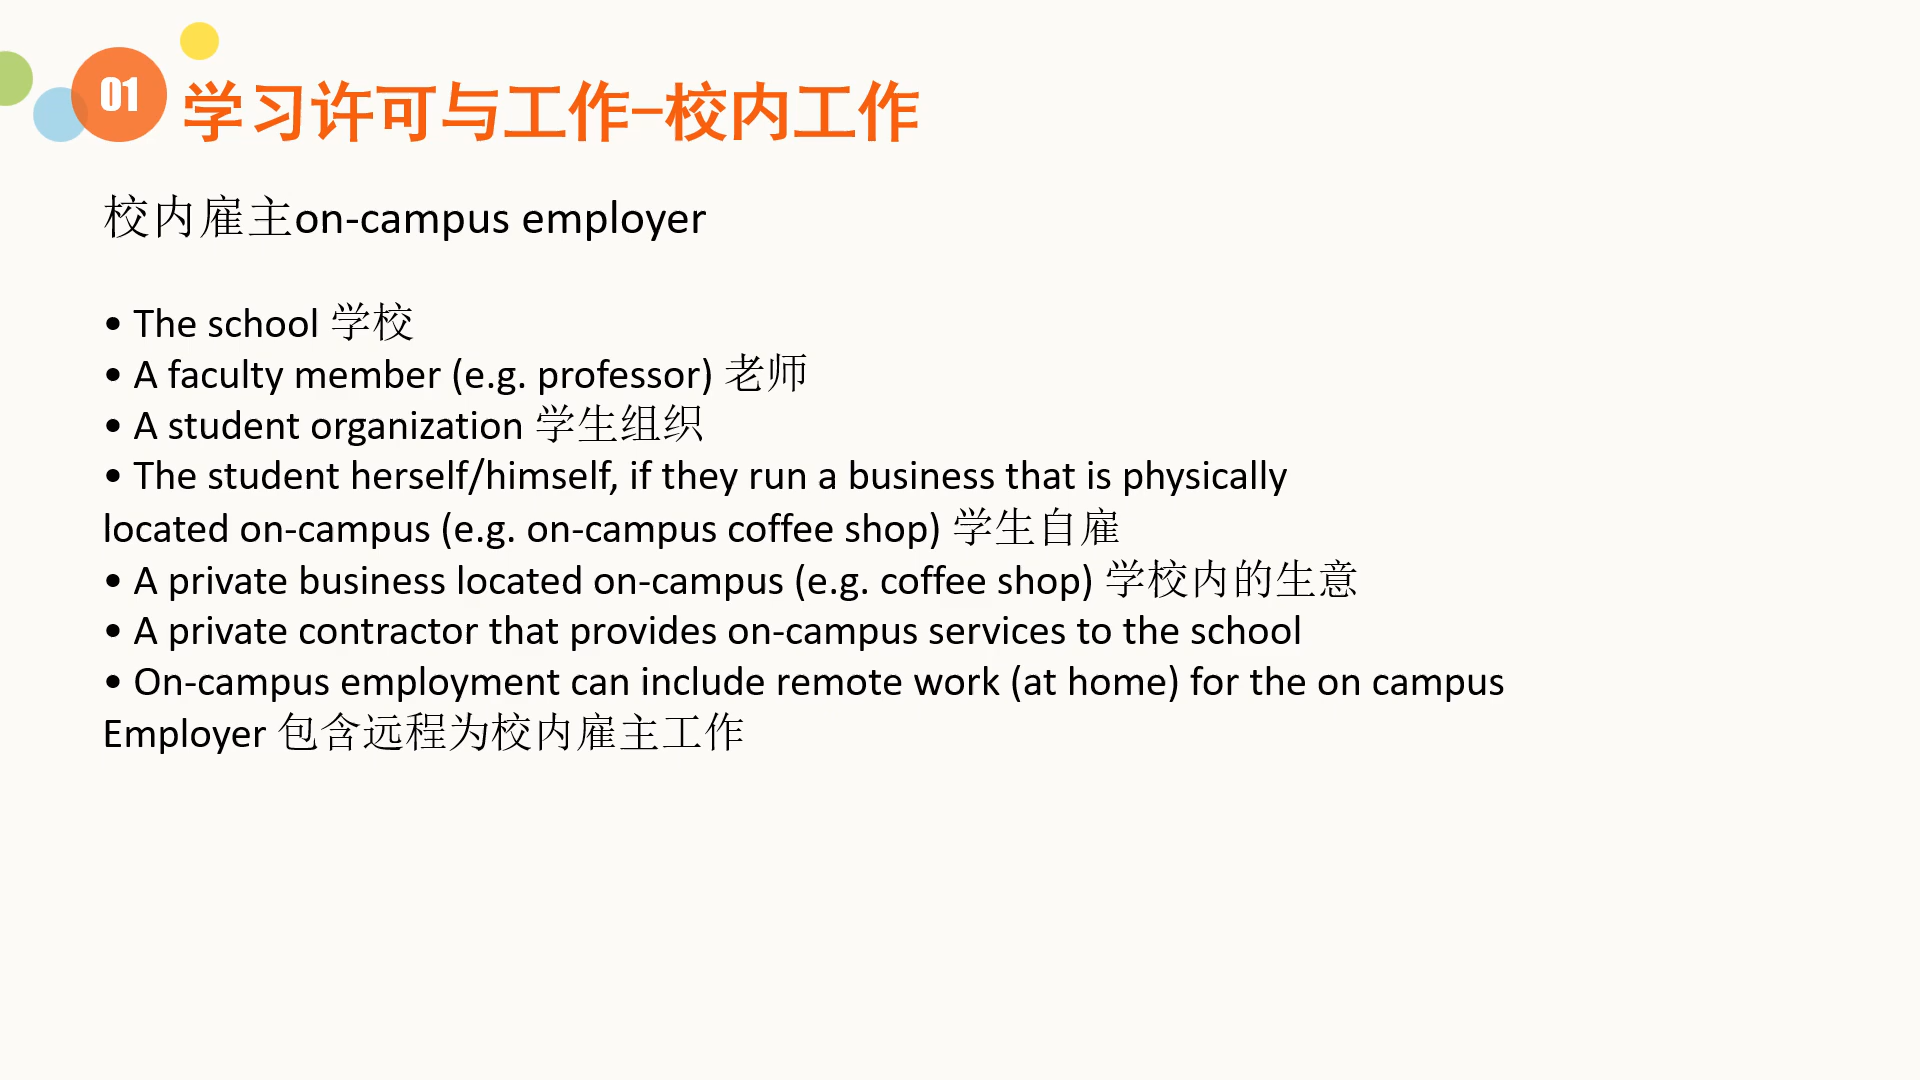 01
学习许可与工作–校内工作
校内雇主on-campus employer
• The school 学校
• A faculty member (e.g. professor) 老师
• A student organization 学生组织
• The student herself/himself, if they run a business that is physically
located on-campus (e.g. on-campus coffee shop) 学生自雇
• A private business located on-campus (e.g. coffee shop) 学校内的生意
• A private contractor that provides on-campus services to the school
• On-campus employment can include remote work (at home) for the on campus
Employer 包含远程为校内雇主工作